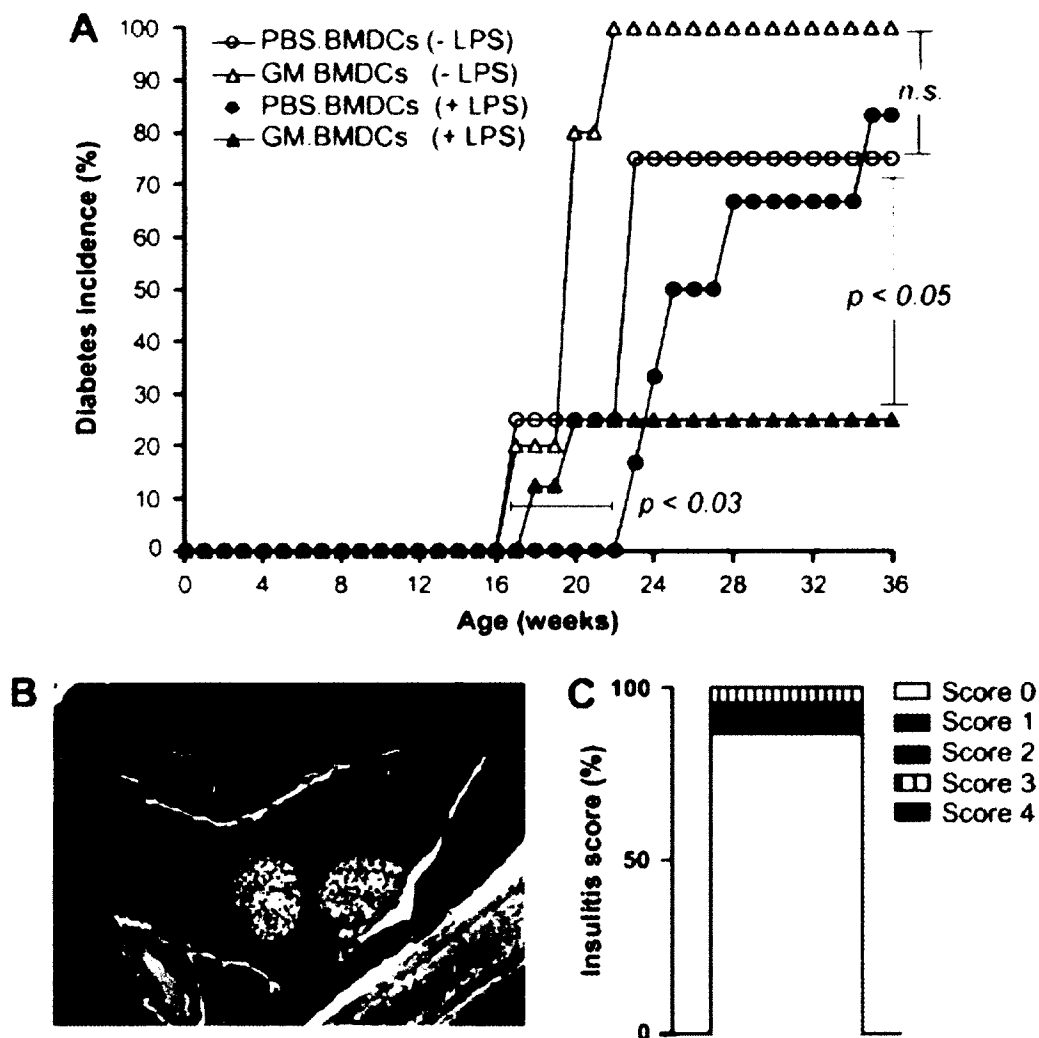 A
PBS.BMDCs (- LPS)
GM.BMDCs (- LPS)
PBS.BMDCs (+ LPS)
GM.BMDCs (+ LPS)
Diabetes incidence (%)
100
90
80
70
60
50
40
30
20
10
0
n.s.
p < 0.05
p < 0.03
0 4 8 12 16 20 24 28 32 36
Age (weeks)
B
C
Insulitis score (%)
100
50
0
Score 0
Score 1
Score 2
Score 3
Score 4